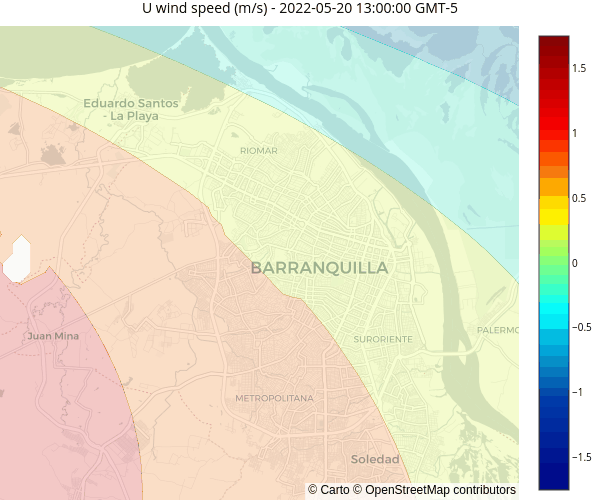 U wind speed (m/s) - 2022-05-20 13:00:00 GMT-5
Eduardo Santos
- La Playa
RIOMAR
BARRANQUILLA
Juan Mina
SURORIENTE
PALERMO
METROPOLITANA
Soledad
© Carto © OpenStreetMap contributors
1.5
1
0.5
0
−0.5
−1
−1.5